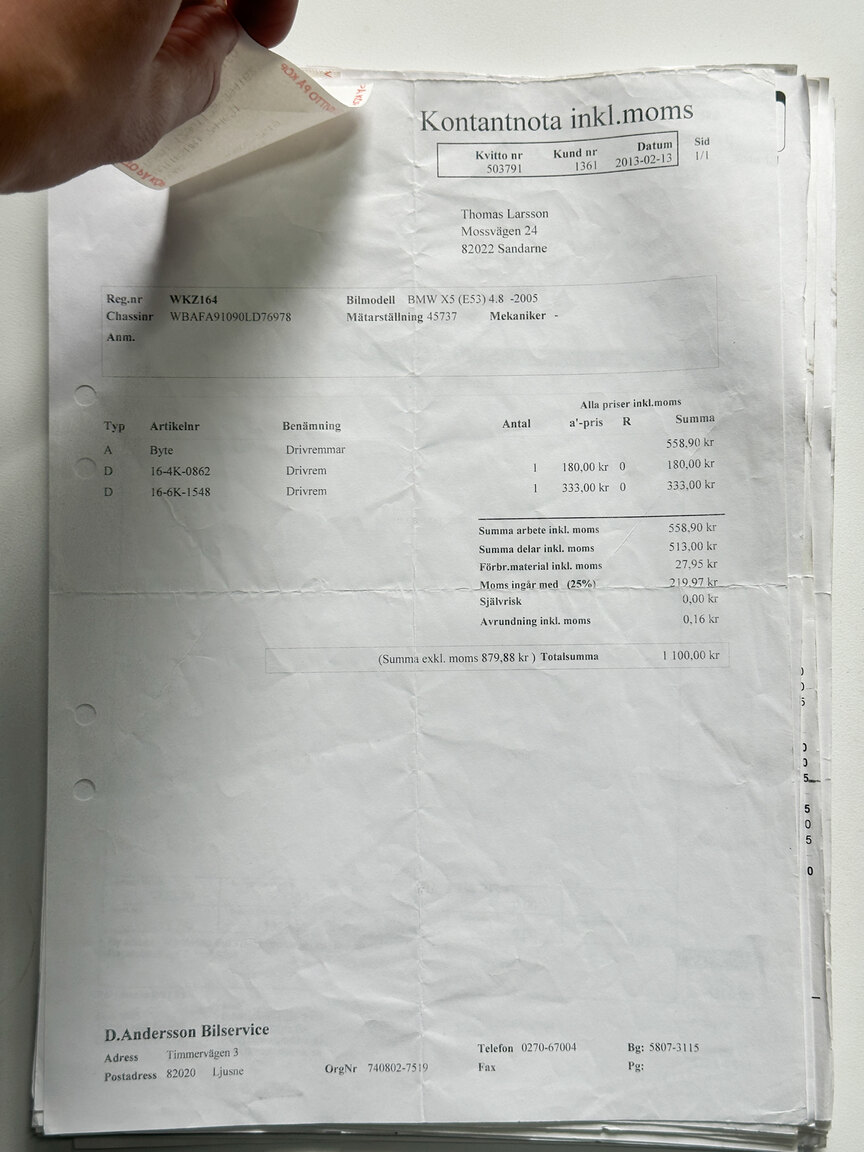 Kontantnota inkl.moms
Kvitto nr Kund nr Datum Sid
503791 1361 2013-02-13 1/1
Thomas Larsson
Mossvägen 24
82022 Sandarne
Reg.nr WKZ164 Bilmodell BMW X5 (E53) 4.8 -2005
Chassinr WBAFA91090LD76978 Mätarställning 45737 Mekaniker -
Anm.
Alla priser inkl.moms
Typ Artikelnr Benämning Antal a'-pris R Summa
A Byte Drivremmar 558,90 kr
D 16-4K-0862 Drivrem 1 180,00 kr 0 180,00 kr
D 16-6K-1548 Drivrem 1 333,00 kr 0 333,00 kr
Summa arbete inkl. moms 558,90 kr
Summa delar inkl. moms 513,00 kr
Förbr.material inkl. moms 27,95 kr
Moms ingår med (25%) 219,97 kr
Självrisk 0,00 kr
Avrundning inkl. moms 0,16 kr
(Summa exkl. moms 879,88 kr ) Totalsumma 1 100,00 kr
D.Andersson Bilservice
Adress Timmervägen 3 Telefon 0270-67004 Bg: 5807-3115
Postadress 82020 Ljusne OrgNr 740802-7519 Fax Pg: